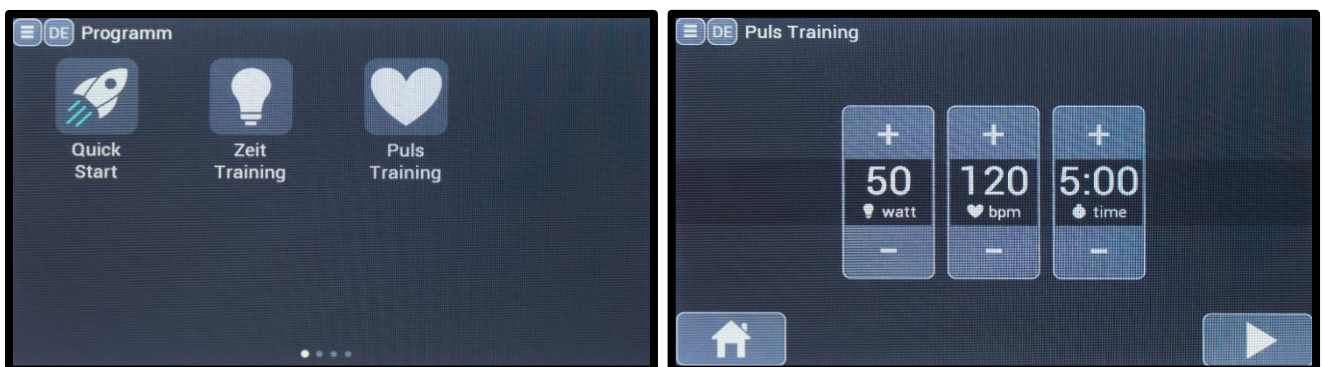 DE Programm
Quick
Start
Zeit
Training
Puls
Training
DE Puls Training
50
watt
120
bpm
5:00
time